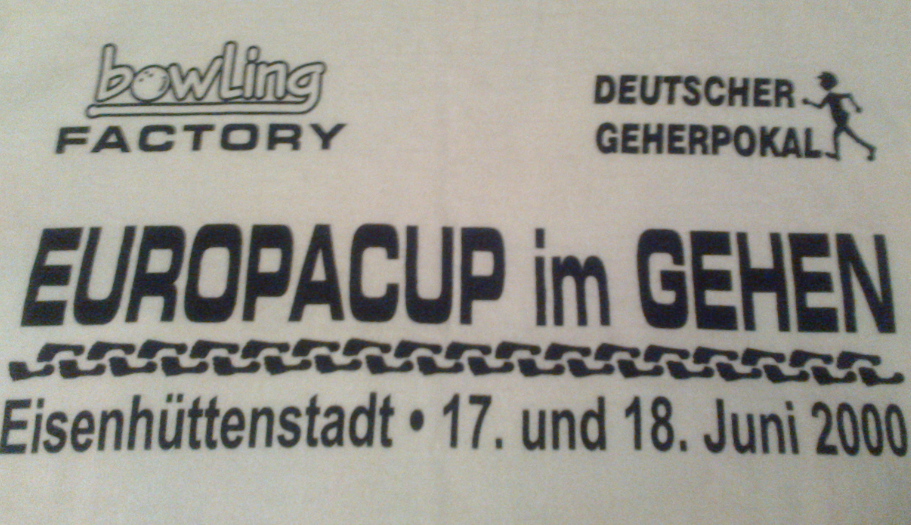 bowling
FACTORY
DEUTSCHER
GEHERPOKAL
EUROPACUP im GEHEN
Eisenhüttenstadt • 17. und 18. Juni 2000